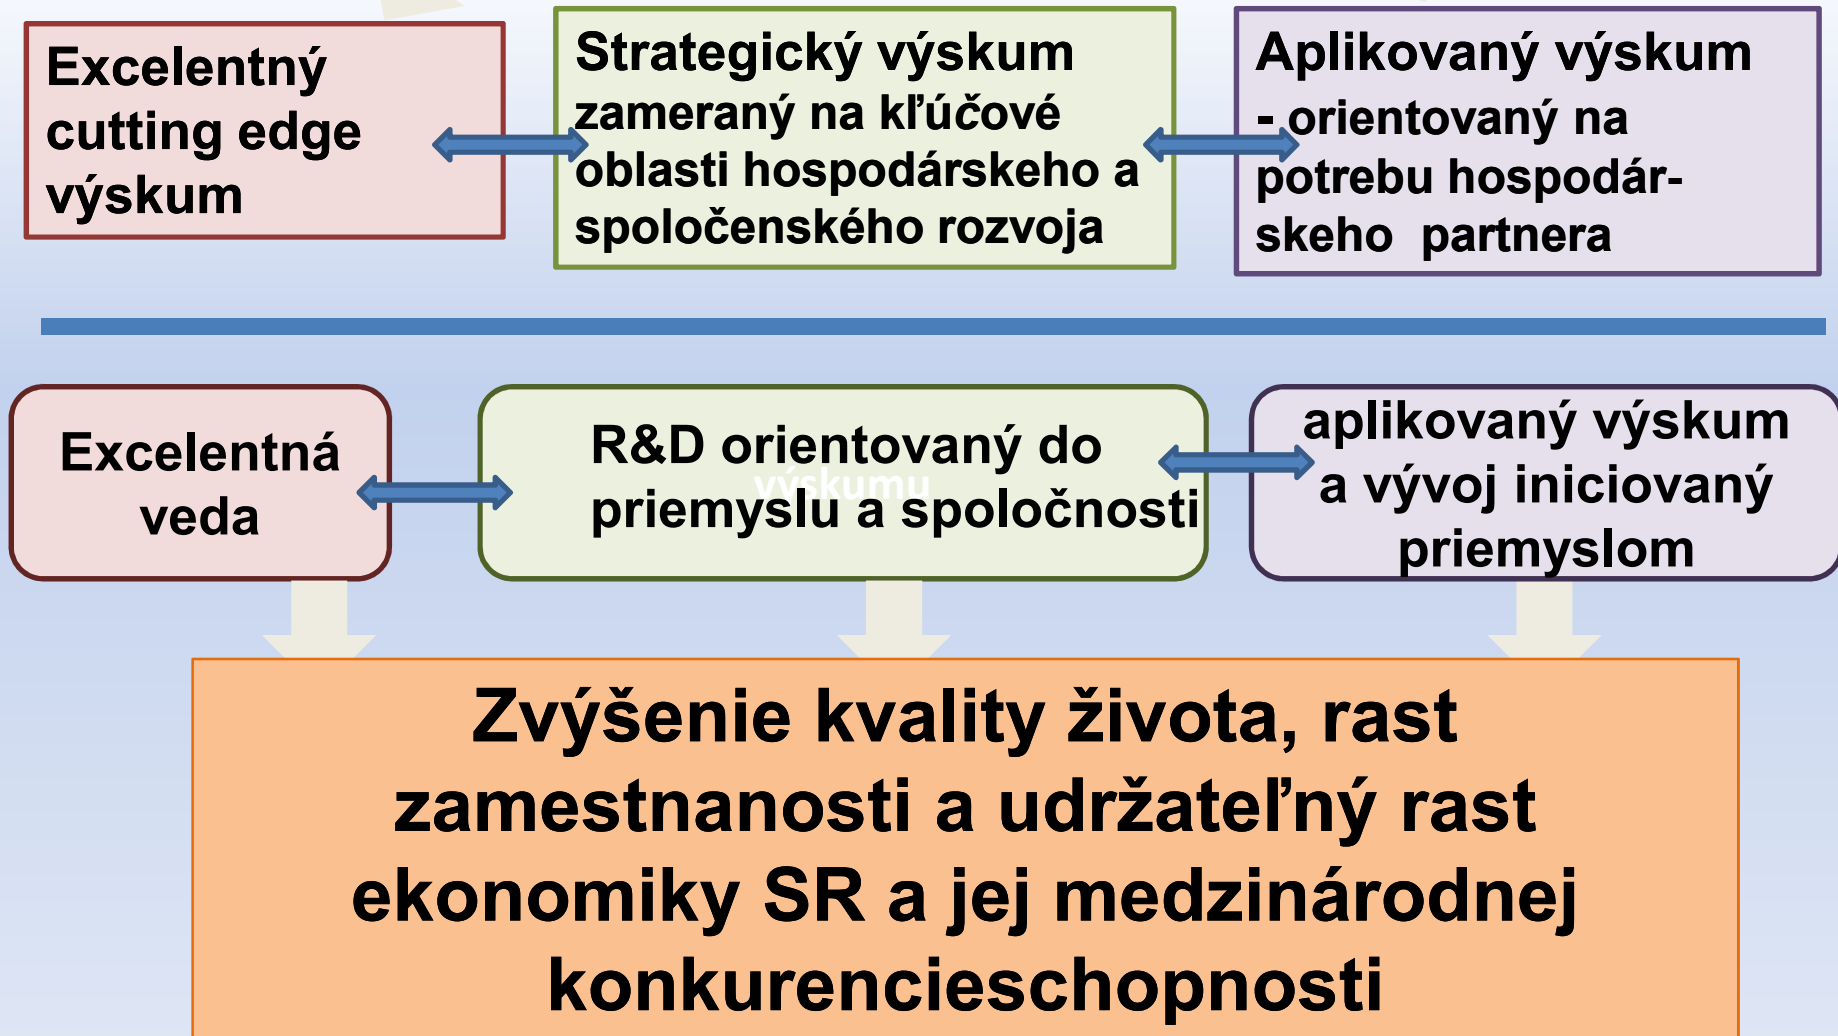 Excelentný
cutting edge
výskum
Strategický výskum
zameraný na kľúčové
oblasti hospodárskeho a
spoločenského rozvoja
Aplikovaný výskum
- orientovaný na
potrebu hospodár-
skeho partnera
Excelentná
veda
R&D orientovaný do
výskumu
priemyslu a spoločnosti
aplikovaný výskum
a vývoj iniciovaný
priemyslom
Zvýšenie kvality života, rast
zamestnanosti a udržateľný rast
ekonomiky SR a jej medzinárodnej
konkurencieschopnosti